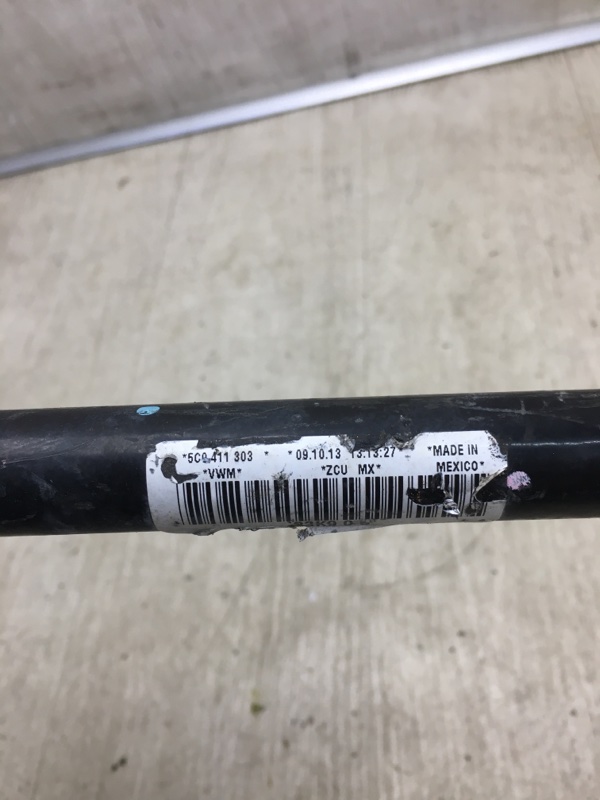 *5C0 411 303 * * 09.10.13 13:13:27 *MADE IN
*VWM* *ZCU MX* MEXICO*